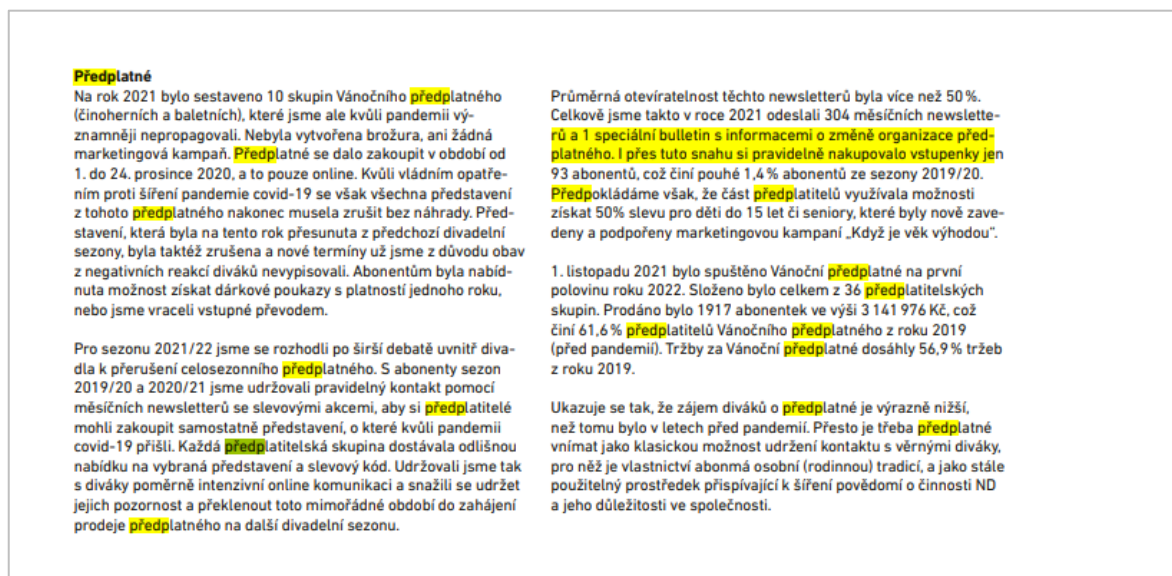 Předplatné
Na rok 2021 bylo sestaveno 10 skupin Vánočního předplatného
(činoherních a baletních), které jsme ale kvůli pandemii vý-
znamněji nepropagovali. Nebyla vytvořena brožura, ani žádná
marketingová kampaň. Předplatné se dalo zakoupit v období od
1. do 24. prosince 2020, a to pouze online. Kvůli vládním opatře-
ním proti šíření pandemie covid-19 se však všechna představení
z tohoto předplatného nakonec musela zrušit bez náhrady. Před-
stavení, která byla na tento rok přesunuta z předchozí divadelní
sezony, byla taktéž zrušena a nové termíny už jsme z důvodu obav
z negativních reakcí diváků nevypisovali. Abonentům byla nabíd-
nuta možnost získat dárkové poukazy s platností jednoho roku,
nebo jsme vraceli vstupné převodem.
Pro sezonu 2021/22 jsme se rozhodli po širší debatě uvnitř diva-
dla k přerušení celosezonního předplatného. S abonenty sezon
2019/20 a 2020/21 jsme udržovali pravidelný kontakt pomocí
měsíčních newsletterů se slevovými akcemi, aby si předplatitelé
mohli zakoupit samostatně představení, o které kvůli pandemii
covid-19 přišli. Každá předplatitelská skupina dostávala odlišnou
nabídku na vybraná představení a slevový kód. Udržovali jsme tak
s diváky poměrně intenzivní online komunikaci a snažili se udržet
jejich pozornost a překlenout toto mimořádné období do zahájení
prodeje předplatného na další divadelní sezonu.
Průměrná otevíratelnost těchto newsletterů byla více než 50 %.
Celkově jsme takto v roce 2021 odeslali 304 měsíčních newslette-
rů a 1 speciální bulletin s informacemi o změně organizace před-
platného. I přes tuto snahu si pravidelně nakupovalo vstupenky jen
93 abonentů, což činí pouhé 1,4 % abonentů ze sezony 2019/20.
Předpokládáme však, že část předplatitelů využívala možnosti
získat 50% slevu pro děti do 15 let či seniory, které byly nově zave-
deny a podpořeny marketingovou kampaní „Když je věk výhodou“.
1. listopadu 2021 bylo spuštěno Vánoční předplatné na první
polovinu roku 2022. Složeno bylo celkem z 36 předplatitelských
skupin. Prodáno bylo 1917 abonentek ve výši 3 141 976 Kč, což
činí 61,6 % předplatitelů Vánočního předplatného z roku 2019
(před pandemií). Tržby za Vánoční předplatné dosáhly 56,9 % tržeb
z roku 2019.
Ukazuje se tak, že zájem diváků o předplatné je výrazně nižší,
než tomu bylo v letech před pandemií. Přesto je třeba předplatné
vnímat jako klasickou možnost udržení kontaktu s věrnými diváky,
pro něž je vlastnictví abonmá osobní (rodinnou) tradicí, a jako stále
použitelný prostředek přispívající k šíření povědomí o činnosti ND
a jeho důležitosti ve společnosti.